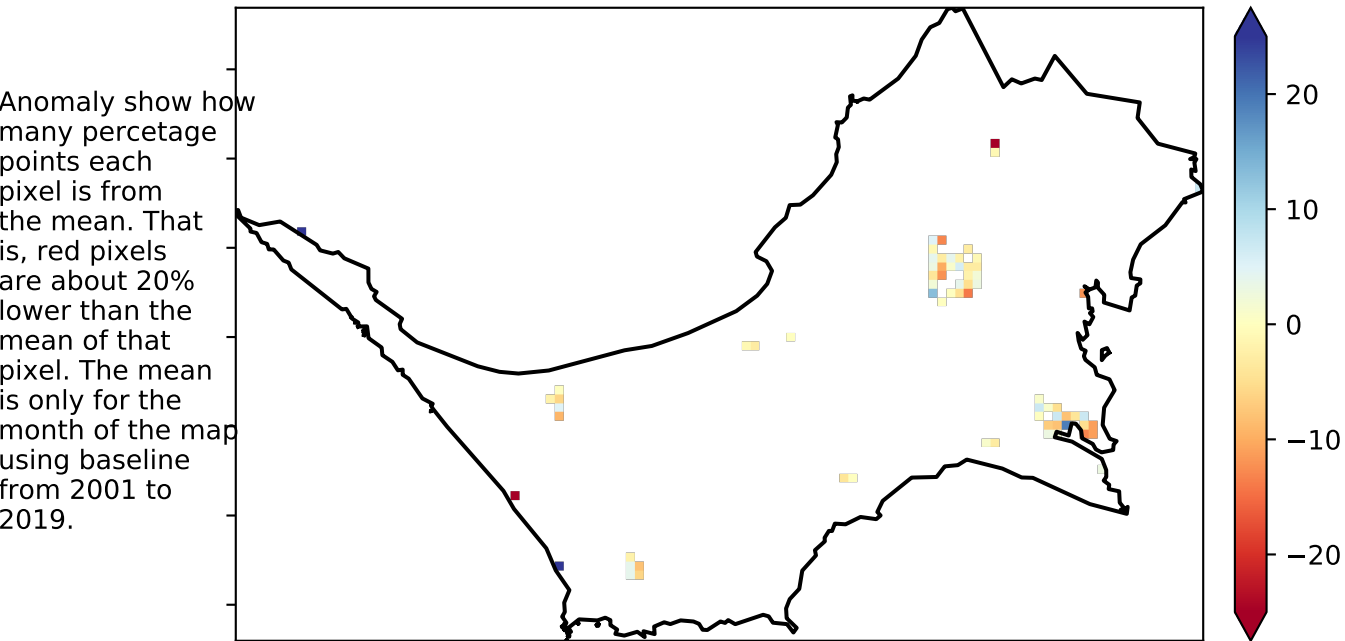 Anomaly show how
many percetage
points each
pixel is from
the mean. That
is, red pixels
are about 20%
lower than the
mean of that
pixel. The mean
is only for the
month of the map
using baseline
from 2001 to
2019.
20
10
0
−10
−20